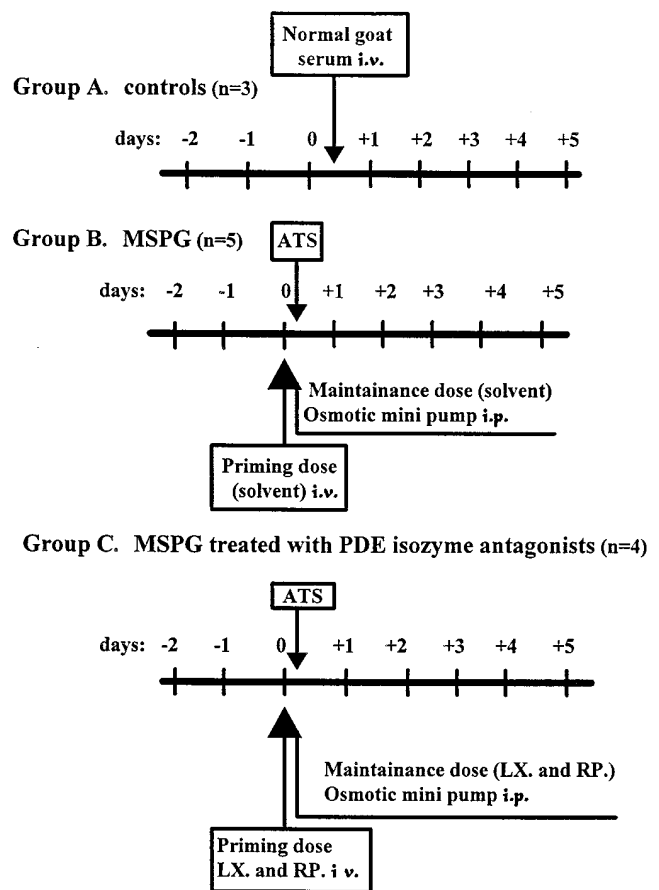 Normal goat
serum i.v.
Group A. controls (n=3)
days: -2 -1 0 +1 +2 +3 +4 +5
Group B. MSPG (n=5)
ATS
days: -2 -1 0 +1 +2 +3 +4 +5
Maintainance dose (solvent)
Osmotic mini pump i.p.
Priming dose
(solvent) i.v.
Group C. MSPG treated with PDE isozyme antagonists (n=4)
ATS
days: -2 -1 0 +1 +2 +3 +4 +5
Maintainance dose (LX. and RP.)
Osmotic mini pump i.p.
Priming dose
LX. and RP. i v.